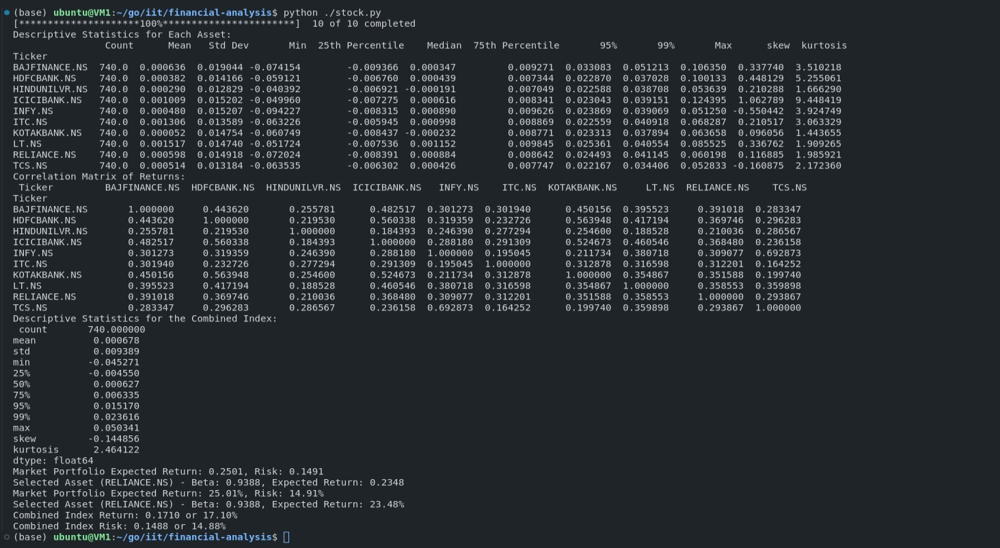 (base) ubuntu@VM1:~/go/iit/financial-analysis$ python ./stock.py
[*********************100%***********************]  10 of 10 completed
Descriptive Statistics for Each Asset:
Count Mean Std Dev Min 25th Percentile Median 75th Percentile 95% 99% Max skew kurtosis
Ticker
BAJFINANCE.NS 740.0 0.000636 0.019044 -0.074154 -0.009366 0.000347 0.009271 0.033083 0.051213 0.106350 0.337740 3.510218
HDFCBANK.NS 740.0 0.000382 0.014166 -0.059121 -0.006760 0.000439 0.007344 0.022870 0.037028 0.100133 0.448129 5.255061
HINDUNILVR.NS 740.0 0.000290 0.012829 -0.040392 -0.006921 -0.000191 0.007049 0.022588 0.038708 0.053639 0.210288 1.666290
ICICIBANK.NS 740.0 0.001009 0.015202 -0.049960 -0.007275 0.000616 0.008341 0.023043 0.039151 0.124395 1.062789 9.448419
INFY.NS 740.0 0.000480 0.015207 -0.094227 -0.008315 0.000890 0.009626 0.023869 0.039069 0.051250 -0.550442 3.924749
ITC.NS 740.0 0.001306 0.013589 -0.063226 -0.005945 0.000998 0.008869 0.022559 0.040918 0.068287 0.210517 3.063329
KOTAKBANK.NS 740.0 0.000052 0.014754 -0.060749 -0.008437 -0.000232 0.008771 0.023313 0.037894 0.063658 0.096056 1.443655
LT.NS 740.0 0.001517 0.014740 -0.051724 -0.007536 0.001152 0.009845 0.025361 0.040554 0.085525 0.336762 1.909265
RELIANCE.NS 740.0 0.000598 0.014918 -0.072024 -0.008391 0.000884 0.008642 0.024493 0.041145 0.060198 0.116885 1.985921
TCS.NS 740.0 0.000514 0.013184 -0.063535 -0.006302 0.000426 0.007747 0.022167 0.034406 0.052833 -0.160875 2.172360
Correlation Matrix of Returns:
Ticker BAJFINANCE.NS HDFCBANK.NS HINDUNILVR.NS ICICIBANK.NS INFY.NS ITC.NS KOTAKBANK.NS LT.NS RELIANCE.NS TCS.NS
Ticker
BAJFINANCE.NS 1.000000 0.443620 0.255781 0.482517 0.301273 0.301940 0.450156 0.395523 0.391018 0.283347
HDFCBANK.NS 0.443620 1.000000 0.219530 0.560338 0.319359 0.232726 0.563948 0.417194 0.369746 0.296283
HINDUNILVR.NS 0.255781 0.219530 1.000000 0.184393 0.246390 0.277294 0.254600 0.188528 0.210036 0.286567
ICICIBANK.NS 0.482517 0.560338 0.184393 1.000000 0.288180 0.291309 0.524673 0.460546 0.368480 0.236158
INFY.NS 0.301273 0.319359 0.246390 0.288180 1.000000 0.195045 0.211734 0.380718 0.309077 0.692873
ITC.NS 0.301940 0.232726 0.277294 0.291309 0.195045 1.000000 0.312878 0.316598 0.312201 0.164252
KOTAKBANK.NS 0.450156 0.563948 0.254600 0.524673 0.211734 0.312878 1.000000 0.354867 0.351588 0.199740
LT.NS 0.395523 0.417194 0.188528 0.460546 0.380718 0.316598 0.354867 1.000000 0.358553 0.359898
RELIANCE.NS 0.391018 0.369746 0.210036 0.368480 0.309077 0.312201 0.351588 0.358553 1.000000 0.293867
TCS.NS 0.283347 0.296283 0.286567 0.236158 0.692873 0.164252 0.199740 0.359898 0.293867 1.000000
Descriptive Statistics for the Combined Index:
count 740.000000
mean 0.000678
std 0.009389
min -0.045271
25% -0.004550
50% 0.000627
75% 0.006335
95% 0.015170
99% 0.023616
max 0.050341
skew -0.144856
kurtosis 2.464122
dtype: float64
Market Portfolio Expected Return: 0.2501, Risk: 0.1491
Selected Asset (RELIANCE.NS) - Beta: 0.9388, Expected Return: 0.2348
Market Portfolio Expected Return: 25.01%, Risk: 14.91%
Selected Asset (RELIANCE.NS) - Beta: 0.9388, Expected Return: 23.48%
Combined Index Return: 0.1710 or 17.10%
Combined Index Risk: 0.1488 or 14.88%
(base) ubuntu@VM1:~/go/iit/financial-analysis$